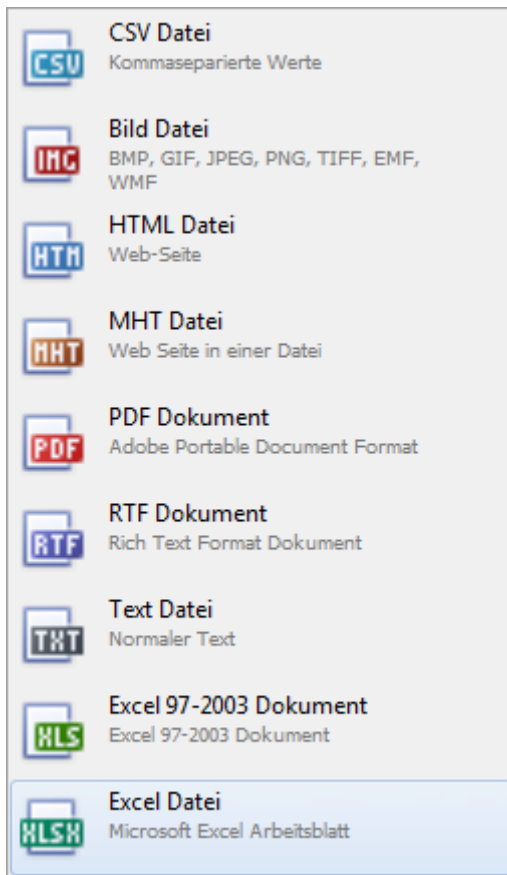 CSV Datei
CSV
Kommaseparierte Werte
Bild Datei
IMG
BMP, GIF, JPEG, PNG, TIFF, EMF,
WMF
HTML Datei
HTM
Web-Seite
MHT Datei
MHT
Web Seite in einer Datei
PDF Dokument
PDF
Adobe Portable Document Format
RTF Dokument
RTF
Rich Text Format Dokument
Text Datei
TXT
Normaler Text
Excel 97-2003 Dokument
XLS
Excel 97-2003 Dokument
Excel Datei
XLSX
Microsoft Excel Arbeitsblatt